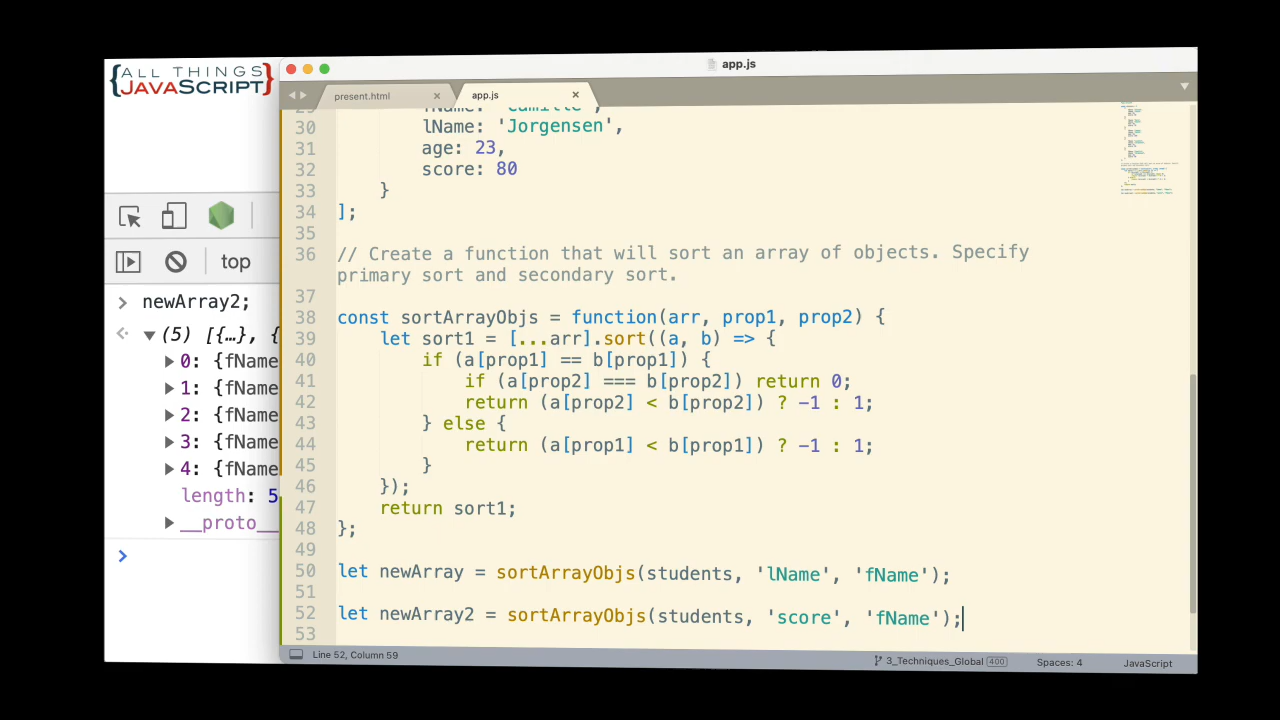 {ALL THINGS
JAVASCRIPT}
top
newArray2;
(5) [{…}, {
0: {fName
1: {fName
2: {fName
3: {fName
4: {fName
length: 5
__proto__
app.js
present.html
app.js
29 fName: 'Camille',
30 lName: 'Jorgensen',
31 age: 23,
32 score: 80
33 }
34 ];
35
36 // Create a function that will sort an array of objects. Specify
primary sort and secondary sort.
37
38 const sortArrayObjs = function(arr, prop1, prop2) {
39 let sort1 = [...arr].sort((a, b) => {
40 if (a[prop1] == b[prop1]) {
41 if (a[prop2] === b[prop2]) return 0;
42 return (a[prop2] < b[prop2]) ? -1 : 1;
43 } else {
44 return (a[prop1] < b[prop1]) ? -1 : 1;
45 }
46 });
47 return sort1;
48 };
49
50 let newArray = sortArrayObjs(students, 'lName', 'fName');
51
52 let newArray2 = sortArrayObjs(students, 'score', 'fName');
53
Line 52, Column 59
3_Techniques_Global 400
Spaces: 4
JavaScript